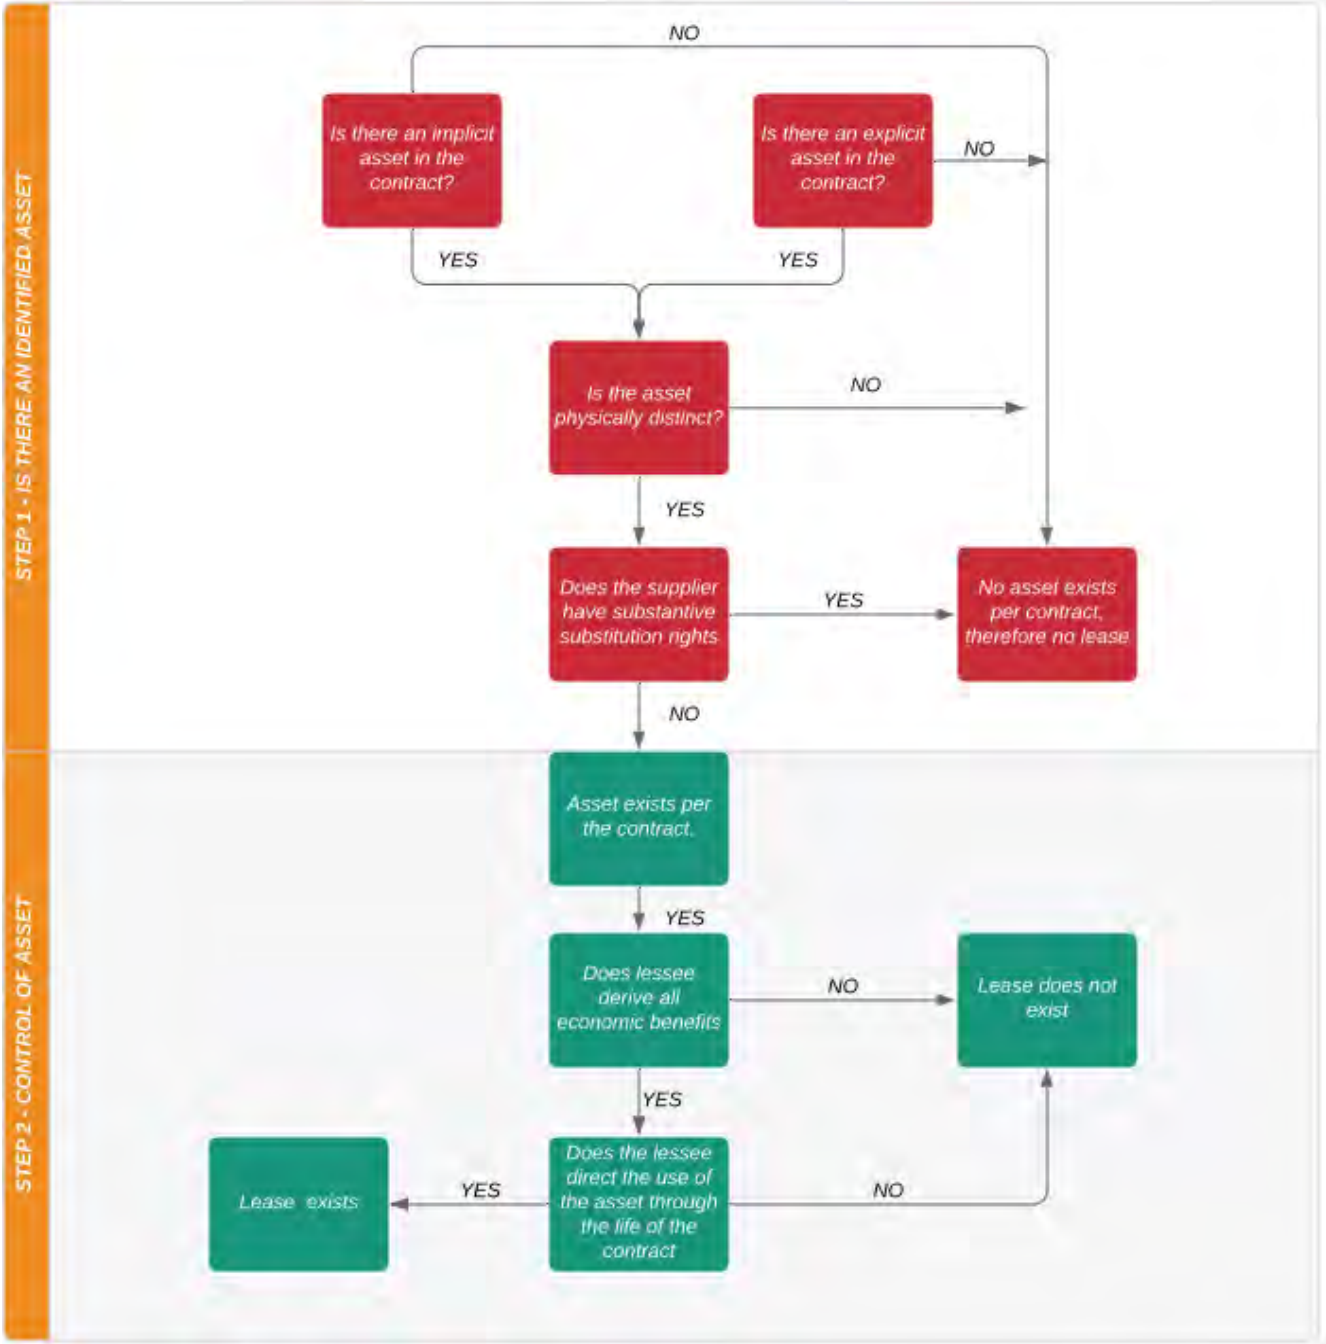 STEP 1 - IS THERE AN IDENTIFIED ASSET
NO
Is there an implicit
asset in the
contract?
Is there an explicit
asset in the
contract?
NO
YES
YES
Is the asset
physically distinct?
NO
YES
Does the supplier
have substantive
substitution rights
YES
No asset exists
per contract,
therefore no lease
NO
STEP 2 - CONTROL OF ASSET
Asset exists per
the contract.
YES
Does lessee
derive all
economic benefits
NO
Lease does not
exist
YES
Does the lessee
direct the use of
the asset through
the life of the
contract
YES
Lease exists
NO